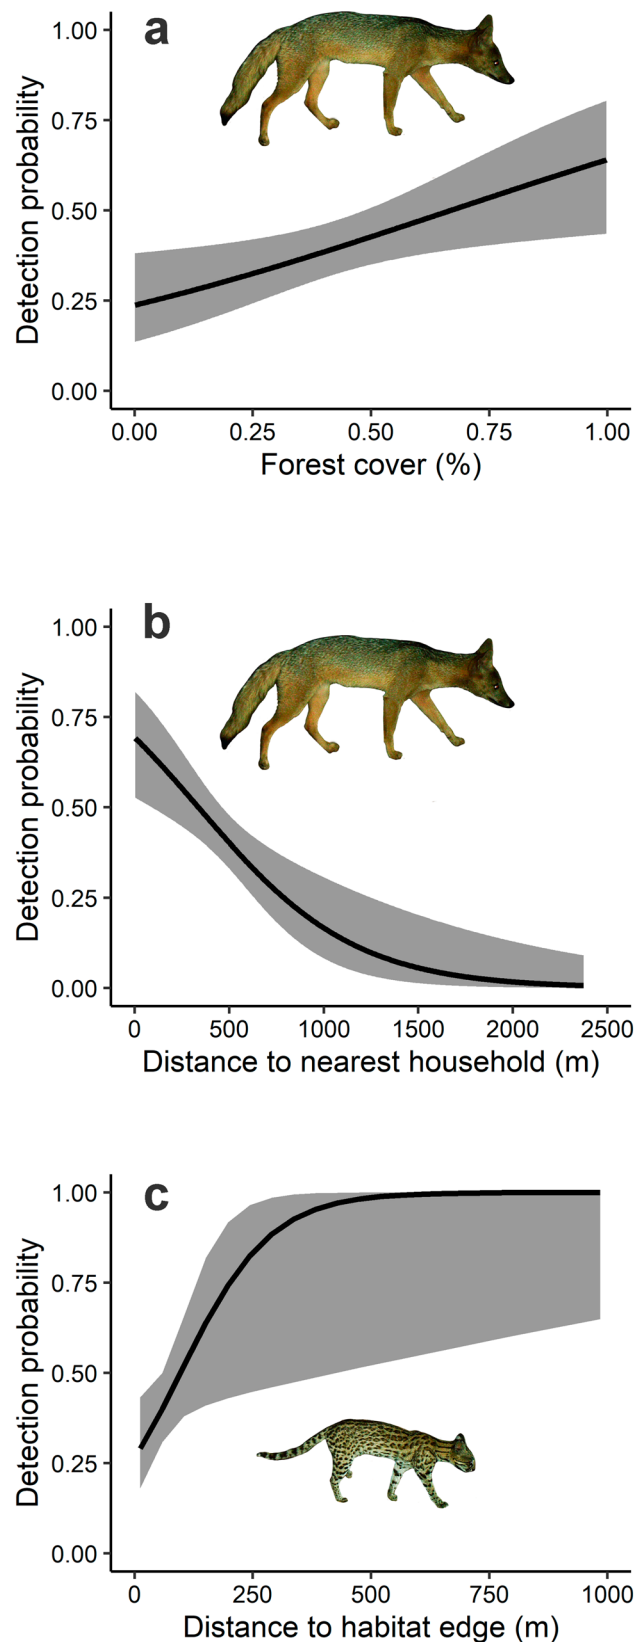 a
1.00
0.75
0.50
0.25
0.00
Detection probability
0.00 0.25 0.50 0.75 1.00
Forest cover (%)
b
1.00
0.75
0.50
0.25
0.00
Detection probability
0 500 1000 1500 2000 2500
Distance to nearest household (m)
c
1.00
0.75
0.50
0.25
0.00
Detection probability
0 250 500 750 1000
Distance to habitat edge (m)